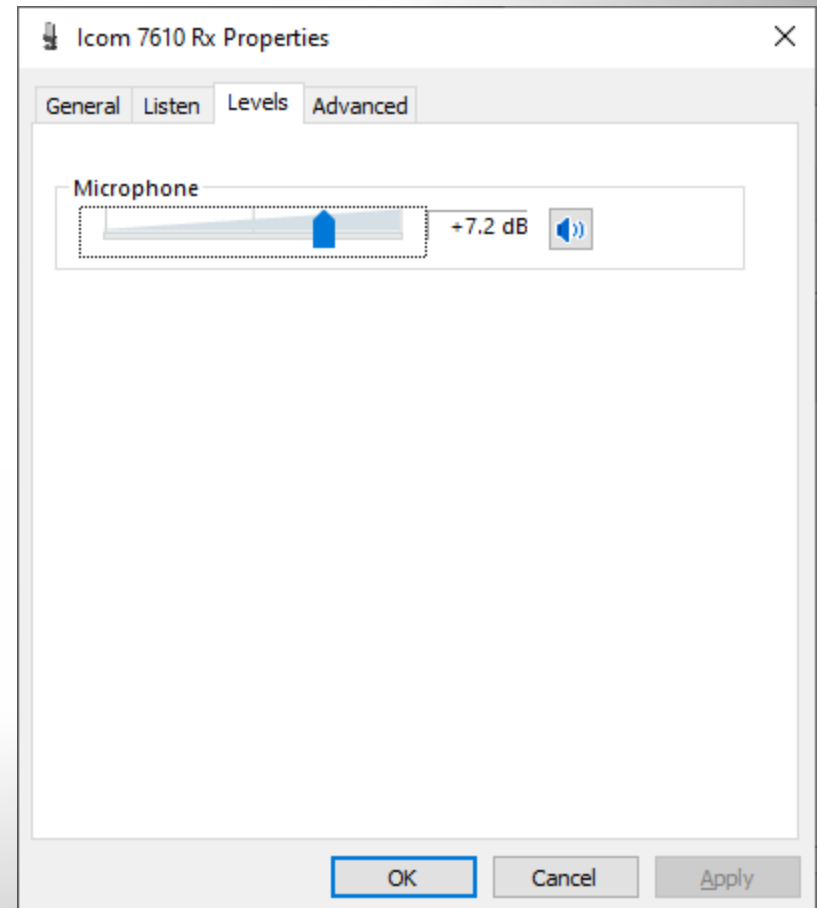 Icom 7610 Rx Properties
General Listen Levels Advanced
Microphone
+7.2 dB
OK Cancel Apply